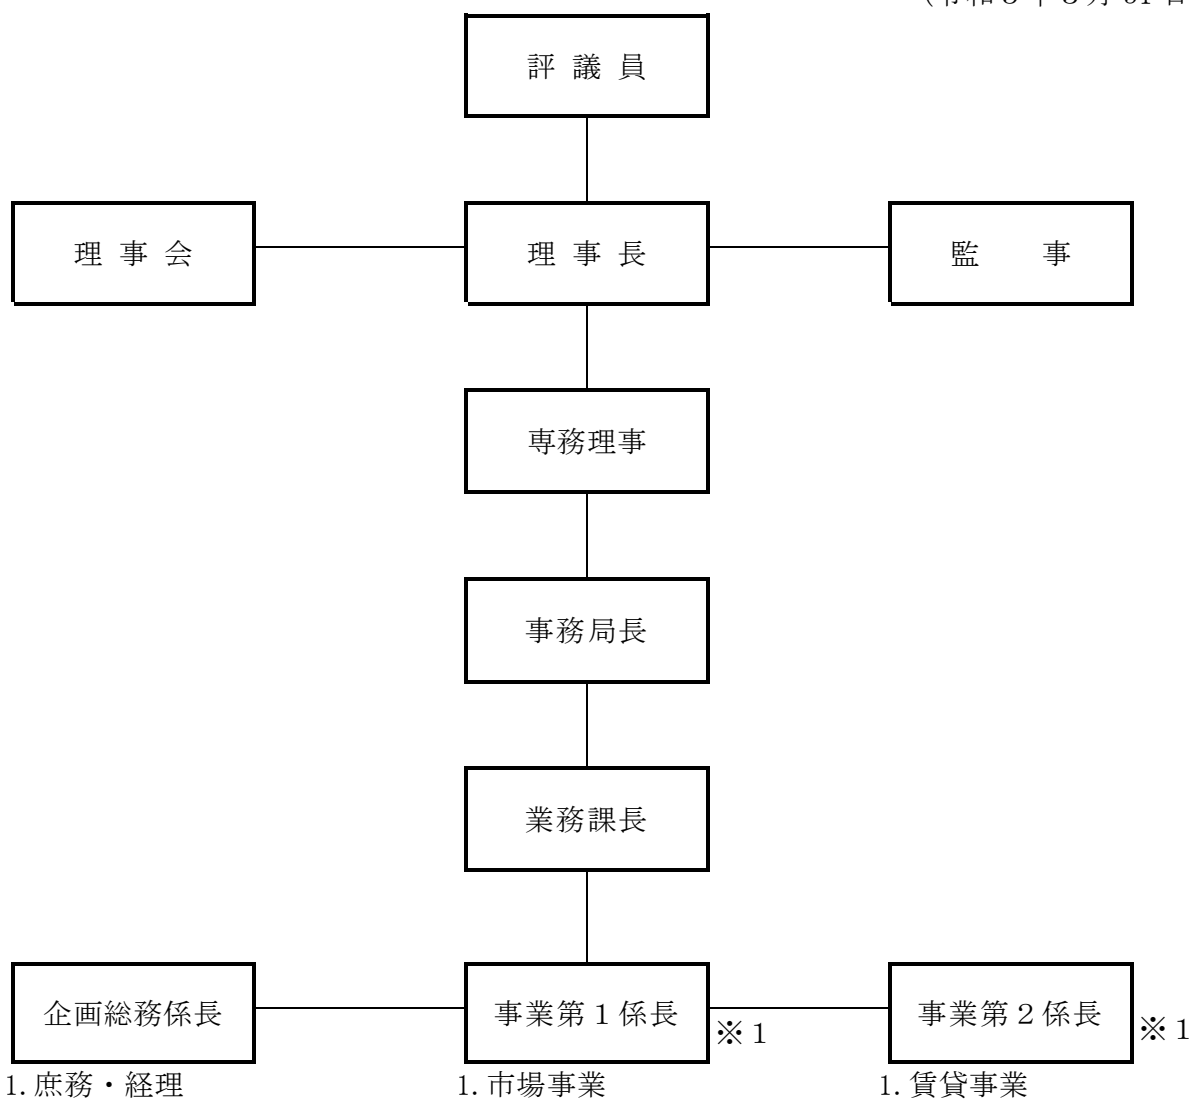 評 議 員
理 事 会
理 事 長
監　　事
専務理事
事務局長
業務課長
企画総務係長
事業第１係長
※１
事業第２係長
※１
1.庶務・経理
1.市場事業
1.賃貸事業